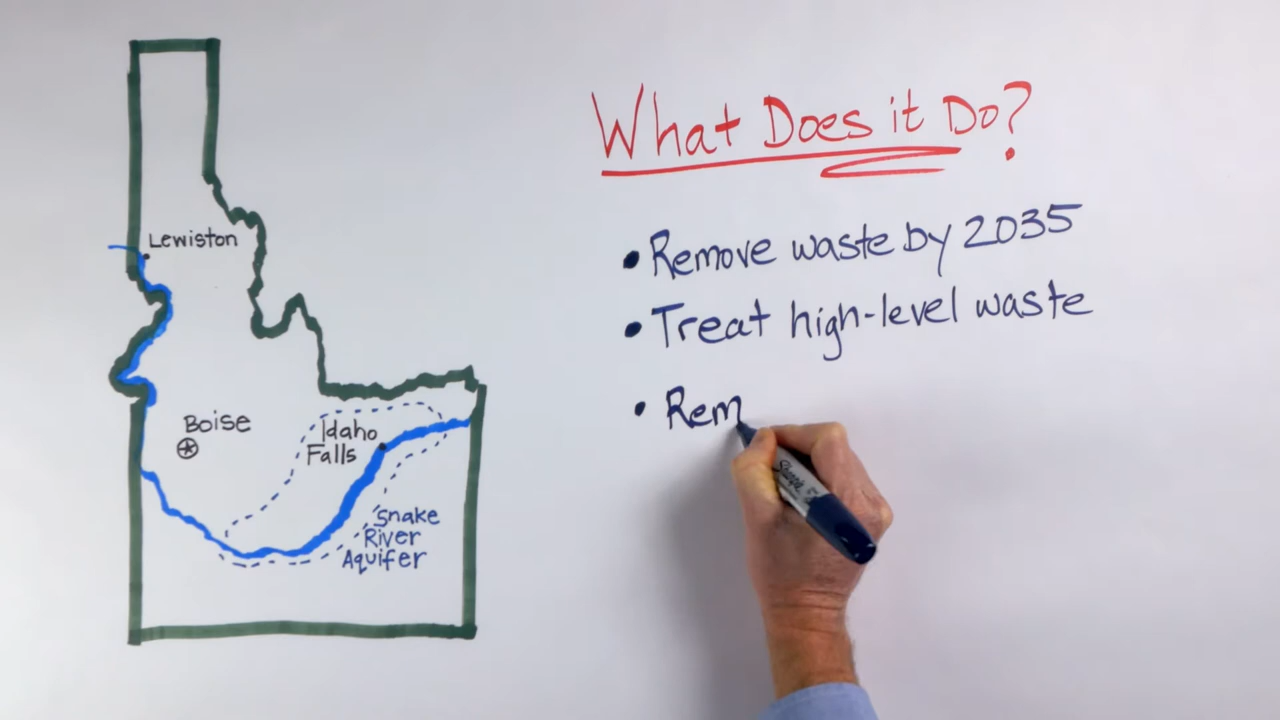 What Does it Do?
• Remove waste by 2035
• Treat high-level waste
• Rem
Lewiston
Boise
Idaho
Falls
Snake
River
Aquifer
Sharpie